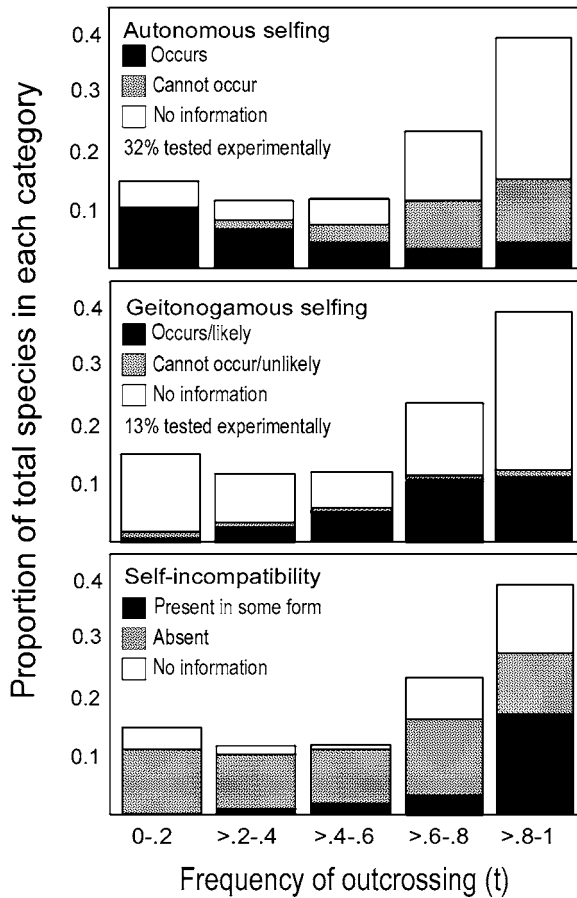 Proportion of total species in each category
0.4
0.3
0.2
0.1
Autonomous selfing
Occurs
Cannot occur
No information
32% tested experimentally
0.4
0.3
0.2
0.1
Geitonogamous selfing
Occurs/likely
Cannot occur/unlikely
No information
13% tested experimentally
0.4
0.3
0.2
0.1
Self-incompatibility
Present in some form
Absent
No information
0-.2 >.2-.4 >.4-.6 >.6-.8 >.8-1
Frequency of outcrossing (t)